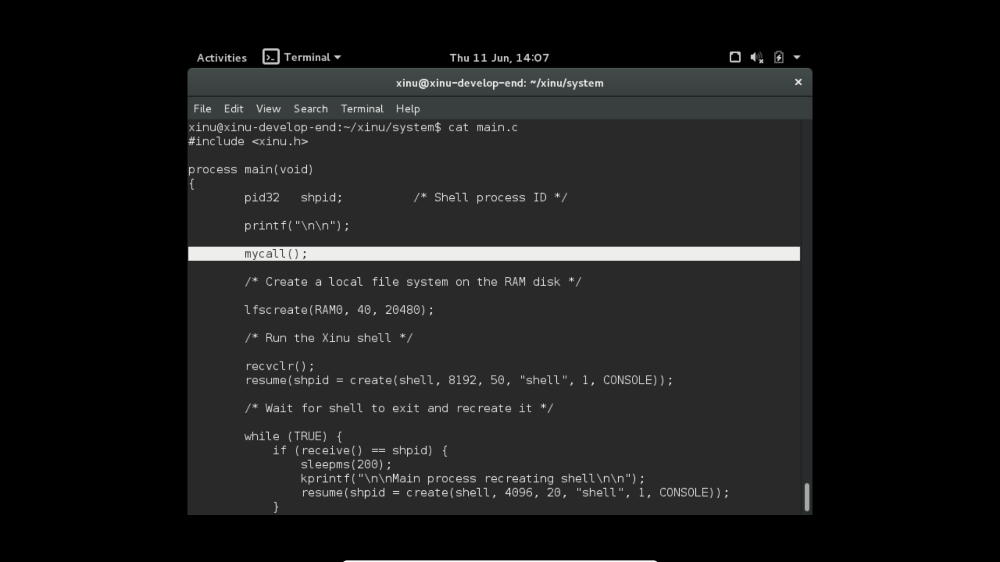 Activities Terminal Thu 11 Jun, 14:07
xinu@xinu-develop-end: ~/xinu/system
File Edit View Search Terminal Help
xinu@xinu-develop-end:~/xinu/system$ cat main.c
#include <xinu.h>
process main(void)
{
        pid32   shpid;          /* Shell process ID */
        printf("\n\n");
        mycall();
        /* Create a local file system on the RAM disk */
        lfscreate(RAM0, 40, 20480);
        /* Run the Xinu shell */
        recvclr();
        resume(shpid = create(shell, 8192, 50, "shell", 1, CONSOLE));
        /* Wait for shell to exit and recreate it */
        while (TRUE) {
            if (receive() == shpid) {
                sleepms(200);
                kprintf("\n\nMain process recreating shell\n\n");
                resume(shpid = create(shell, 4096, 20, "shell", 1, CONSOLE));
            }